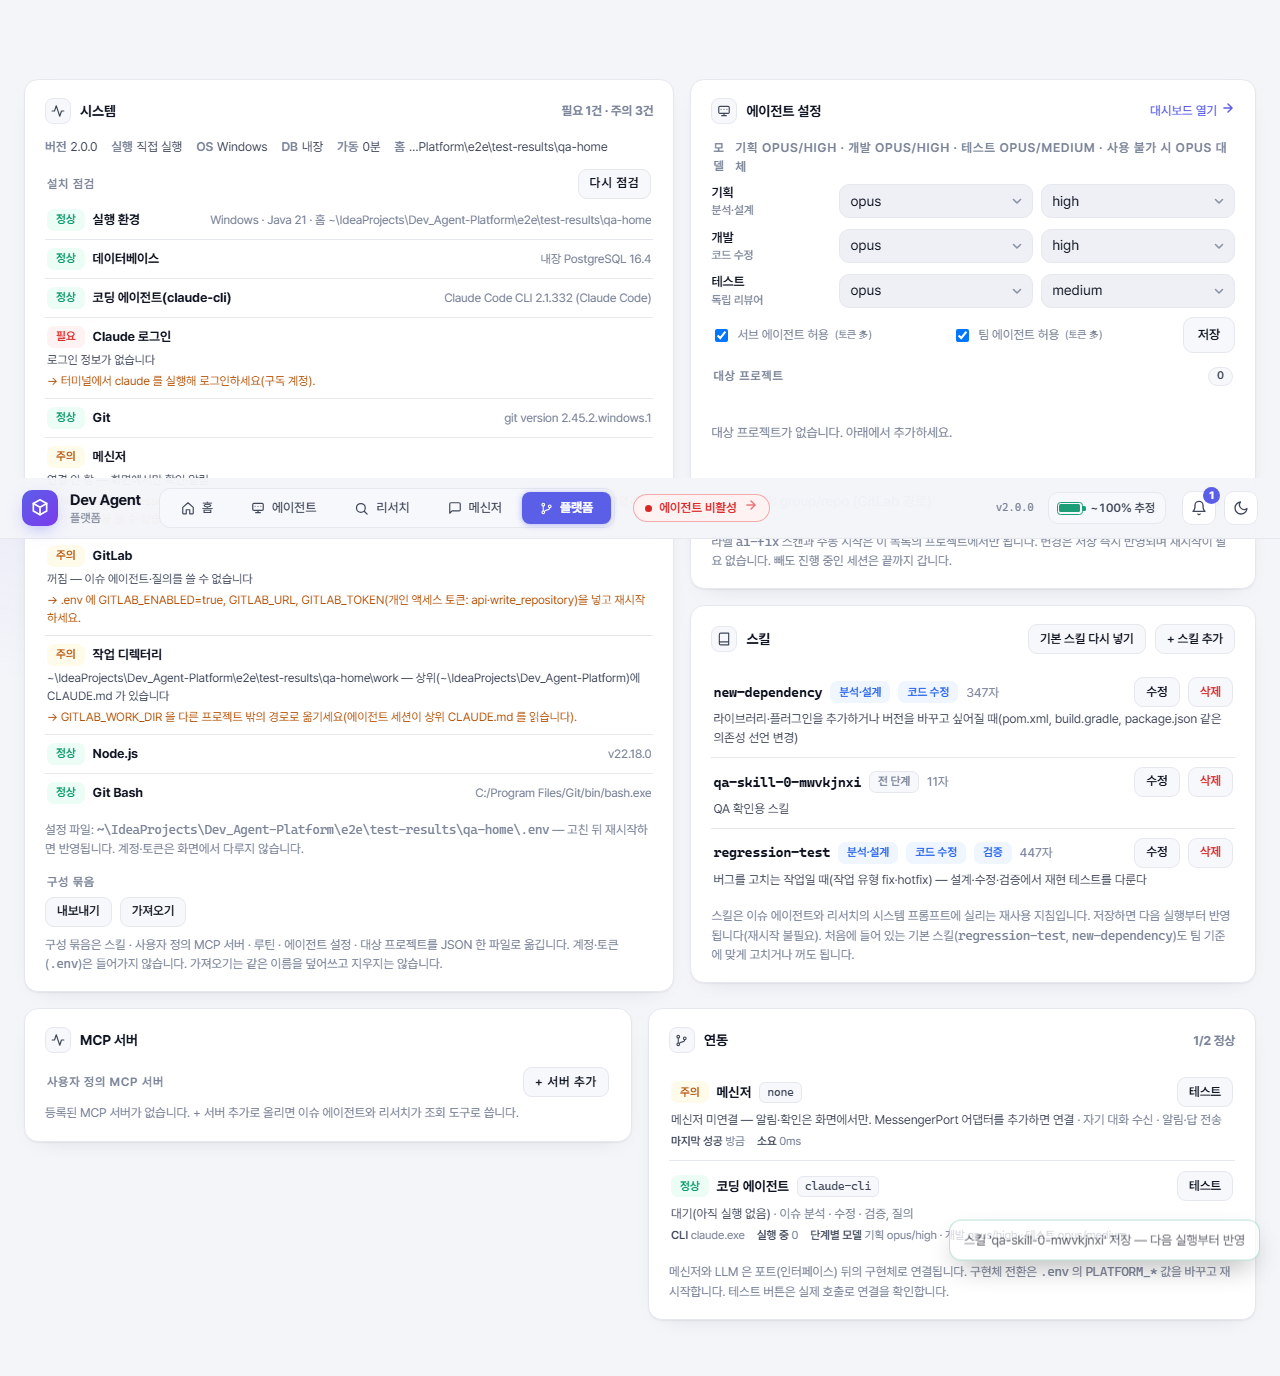 시스템
필요 1건 · 주의 3건
버전 2.0.0 실행 직접 실행 OS Windows DB 내장 가동 0분 홈 ...Platform\e2e\test-results\qa-home
설치 점검
다시 점검
정상 실행 환경 Windows · Java 21 · 홈 ~\IdeaProjects\Dev_Agent-Platform\e2e\test-results\qa-home
정상 데이터베이스 내장 PostgreSQL 16.4
정상 코딩 에이전트(claude-cli) Claude Code CLI 2.1.332 (Claude Code)
필요 Claude 로그인
로그인 정보가 없습니다
→ 터미널에서 claude 를 실행해 로그인하세요(구독 계정).
정상 Git git version 2.45.2.windows.1
주의 메신저
에이전트 설정
대시보드 열기 →
모델 기획 OPUS/HIGH · 개발 OPUS/HIGH · 테스트 OPUS/MEDIUM · 사용 불가 시 OPUS 대체
기획 opus high
분석·설계
개발 opus high
코드 수정
테스트 opus medium
독립 리뷰어
서브 에이전트 허용 (토큰 多) 팀 에이전트 허용 (토큰 多) 저장
대상 프로젝트 0
대상 프로젝트가 없습니다. 아래에서 추가하세요.
Dev Agent
플랫폼
홈 에이전트 리서치 메신저 플랫폼
에이전트 비활성 →
v2.0.0
~100% 추정
1
주의 GitLab
꺼짐 — 이슈 에이전트·질의를 쓸 수 없습니다
→ .env 에 GITLAB_ENABLED=true, GITLAB_URL, GITLAB_TOKEN(개인 액세스 토큰: api·write_repository)을 넣고 재시작
하세요.
주의 작업 디렉터리
~\IdeaProjects\Dev_Agent-Platform\e2e\test-results\qa-home\work — 상위(~\IdeaProjects\Dev_Agent-Platform)에
CLAUDE.md 가 있습니다
→ GITLAB_WORK_DIR 을 다른 프로젝트 밖의 경로로 옮기세요(에이전트 세션이 상위 CLAUDE.md 를 읽습니다).
정상 Node.js v22.18.0
정상 Git Bash C:/Program Files/Git/bin/bash.exe
설정 파일: ~\IdeaProjects\Dev_Agent-Platform\e2e\test-results\qa-home\.env — 고친 뒤 재시작하
면 반영됩니다. 계정·토큰은 화면에서 다루지 않습니다.
구성 묶음
내보내기 가져오기
구성 묶음은 스킬 · 사용자 정의 MCP 서버 · 루틴 · 에이전트 설정 · 대상 프로젝트를 JSON 한 파일로 옮깁니다. 계정·토큰
(.env)은 들어가지 않습니다. 가져오기는 같은 이름을 덮어쓰고 지우지는 않습니다.
라벨 ai-fix 스캔과 수동 시작은 이 목록의 프로젝트에서만 됩니다. 변경은 저장 즉시 반영되며 재시작이 필
요 없습니다. 빼도 진행 중인 세션은 끝까지 갑니다.
스킬
기본 스킬 다시 넣기 + 스킬 추가
new-dependency 분석·설계 코드 수정 347자 수정 삭제
라이브러리·플러그인을 추가하거나 버전을 바꾸고 싶어질 때(pom.xml, build.gradle, package.json 같은
의존성 선언 변경)
qa-skill-0-mwvkjnxi 전 단계 11자 수정 삭제
QA 확인용 스킬
regression-test 분석·설계 코드 수정 검증 447자 수정 삭제
버그를 고치는 작업일 때(작업 유형 fix·hotfix) — 설계·수정·검증에서 재현 테스트를 다룬다
스킬은 이슈 에이전트와 리서치의 시스템 프롬프트에 실리는 재사용 지침입니다. 저장하면 다음 실행부터 반영
됩니다(재시작 불필요). 처음에 들어 있는 기본 스킬(regression-test, new-dependency)도 팀 기준
에 맞게 고치거나 꺼도 됩니다.
MCP 서버
사용자 정의 MCP 서버 + 서버 추가
등록된 MCP 서버가 없습니다. + 서버 추가로 올리면 이슈 에이전트와 리서치가 조회 도구로 씁니다.
연동
1/2 정상
주의 메신저 none 테스트
메신저 미연결 — 알림·확인은 화면에서만. MessengerPort 어댑터를 추가하면 연결 · 자기 대화 수신 · 알림·답 전송
마지막 성공 방금 소요 0ms
정상 코딩 에이전트 claude-cli 테스트
대기(아직 실행 없음) · 이슈 분석 · 수정 · 검증, 질의
CLI claude.exe 실행 중 0 단계별 모델 기획 opus/high · 개발
스킬 'qa-skill-0-mwvkjnxi' 저장 — 다음 실행부터 반영
메신저와 LLM 은 포트(인터페이스) 뒤의 구현체로 연결됩니다. 구현체 전환은 .env 의 PLATFORM_* 값을 바꾸고 재
시작합니다. 테스트 버튼은 실제 호출로 연결을 확인합니다.